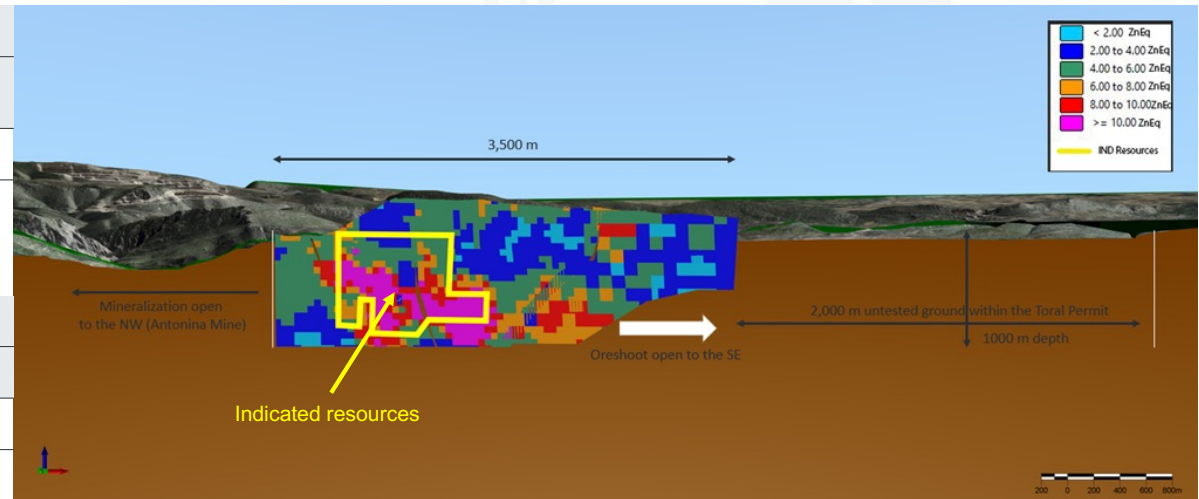 < 2.00 ZnEq
2.00 to 4.00 ZnEq
4.00 to 6.00 ZnEq
6.00 to 8.00 ZnEq
8.00 to 10.00ZnEq
>= 10.00 ZnEq
IND Resources
3,500 m
Mineralization open
to the NW (Antonina Mine)
2,000 m untested ground within the Toral Permit
1000 m depth
Oreshoot open to the SE
Indicated resources
200 0 200 400 600 800m